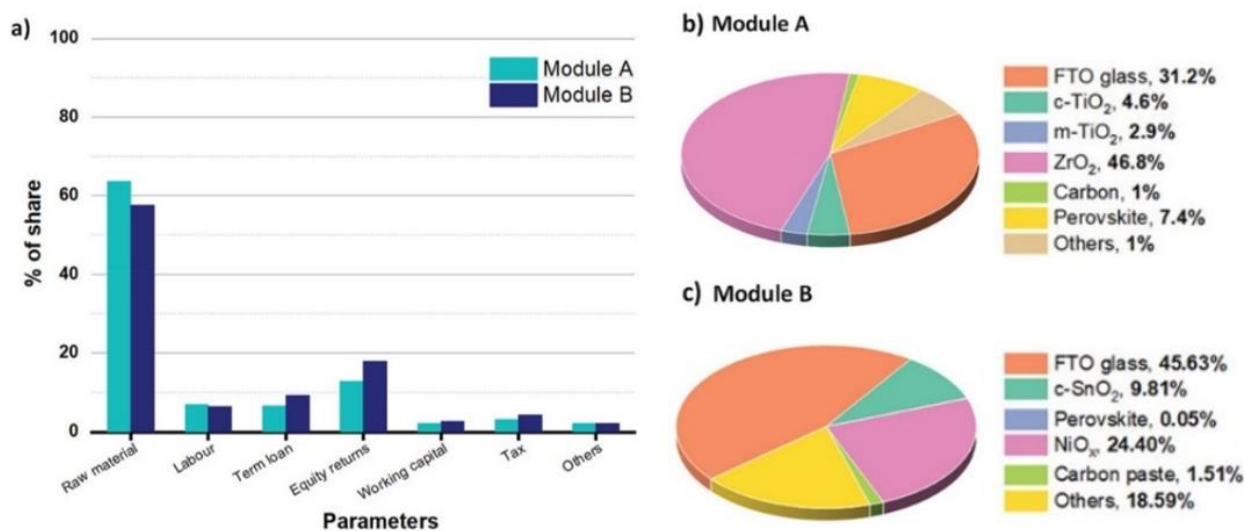 a)
100
80
60
40
20
0
% of share
Module A
Module B
Raw material
Labour
Term loan
Equity returns
Working capital
Tax
Others
Parameters
b) Module A
FTO glass, 31.2%
c-TiO₂, 4.6%
m-TiO₂, 2.9%
ZrO₂, 46.8%
Carbon, 1%
Perovskite, 7.4%
Others, 1%
c) Module B
FTO glass, 45.63%
c-SnO₂, 9.81%
Perovskite, 0.05%
NiOₓ, 24.40%
Carbon paste, 1.51%
Others, 18.59%